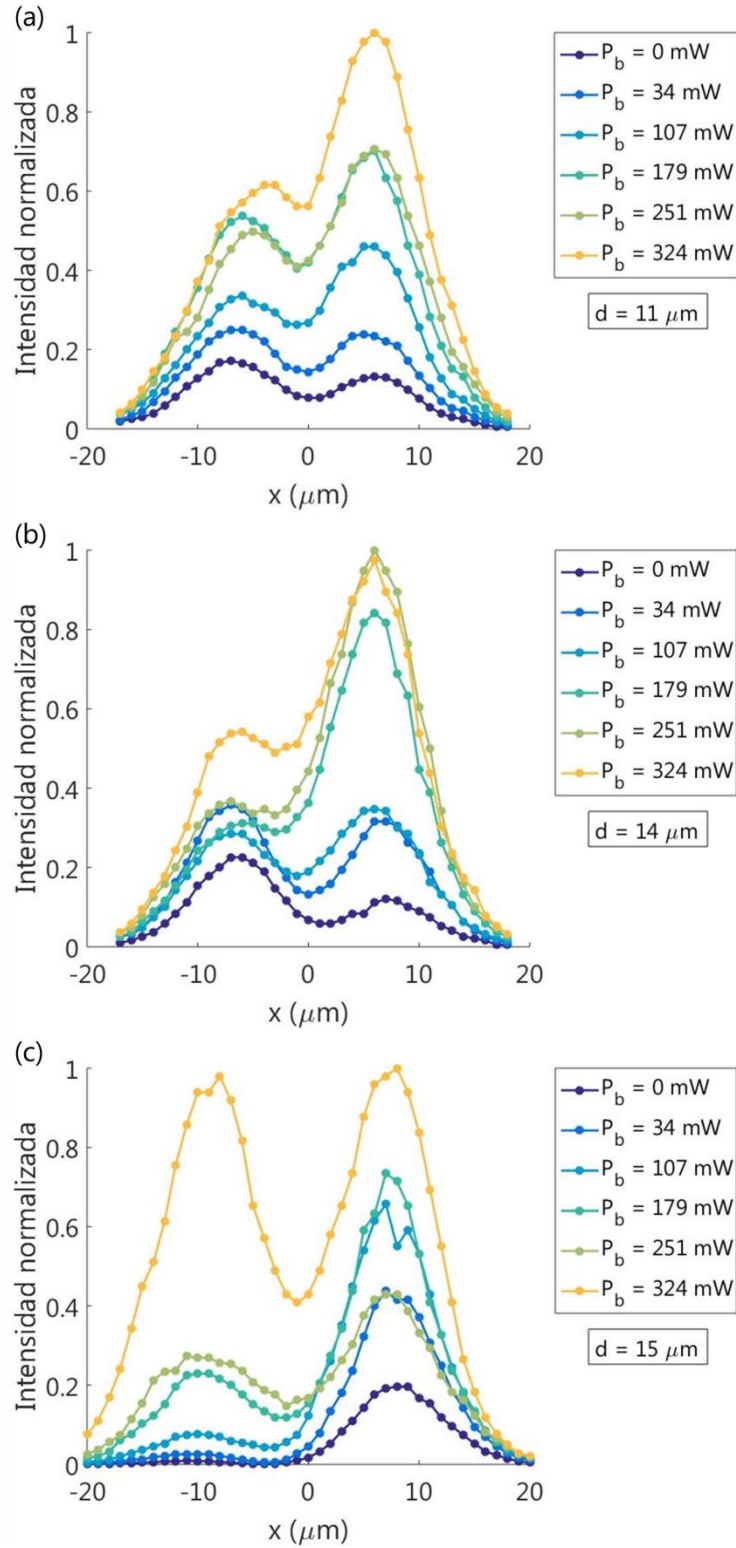 (a)
1
0.8
0.6
0.4
0.2
0
Intensidad normalizada
-20
-10
0
10
20
x (μm)
P_b = 0 mW
P_b = 34 mW
P_b = 107 mW
P_b = 179 mW
P_b = 251 mW
P_b = 324 mW
d = 11 μm
(b)
1
0.8
0.6
0.4
0.2
0
Intensidad normalizada
-20
-10
0
10
20
x (μm)
P_b = 0 mW
P_b = 34 mW
P_b = 107 mW
P_b = 179 mW
P_b = 251 mW
P_b = 324 mW
d = 14 μm
(c)
1
0.8
0.6
0.4
0.2
0
Intensidad normalizada
-20
-10
0
10
20
x (μm)
P_b = 0 mW
P_b = 34 mW
P_b = 107 mW
P_b = 179 mW
P_b = 251 mW
P_b = 324 mW
d = 15 μm